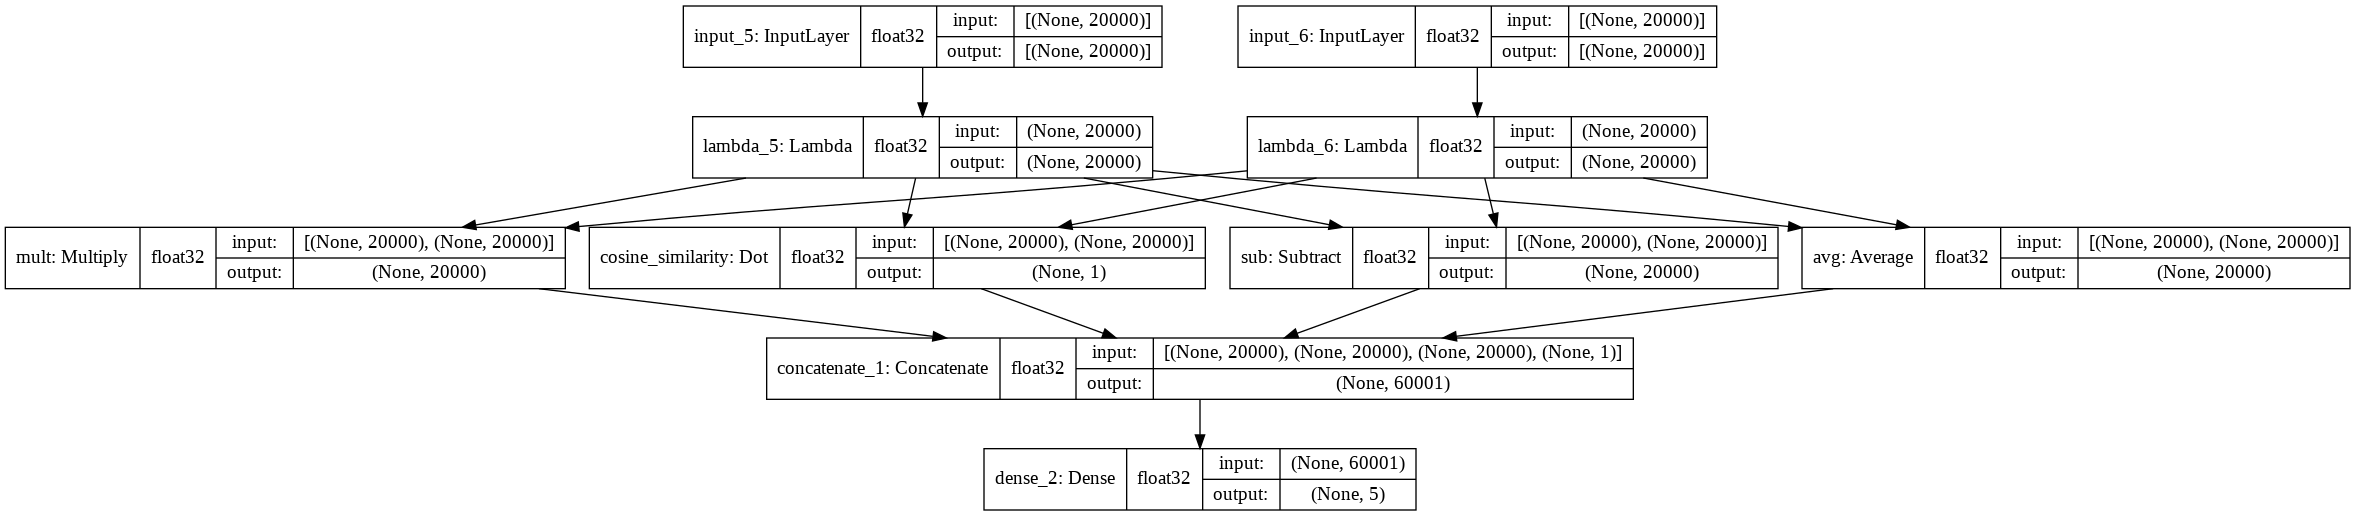 input_5: InputLayer float32 input: [(None, 20000)]
output: [(None, 20000)]
input_6: InputLayer float32 input: [(None, 20000)]
output: [(None, 20000)]
lambda_5: Lambda float32 input: (None, 20000)
output: (None, 20000)
lambda_6: Lambda float32 input: (None, 20000)
output: (None, 20000)
mult: Multiply float32 input: [(None, 20000), (None, 20000)]
output: (None, 20000)
cosine_similarity: Dot float32 input: [(None, 20000), (None, 20000)]
output: (None, 1)
sub: Subtract float32 input: [(None, 20000), (None, 20000)]
output: (None, 20000)
avg: Average float32 input: [(None, 20000), (None, 20000)]
output: (None, 20000)
concatenate_1: Concatenate float32 input: [(None, 20000), (None, 20000), (None, 20000), (None, 1)]
output: (None, 60001)
dense_2: Dense float32 input: (None, 60001)
output: (None, 5)